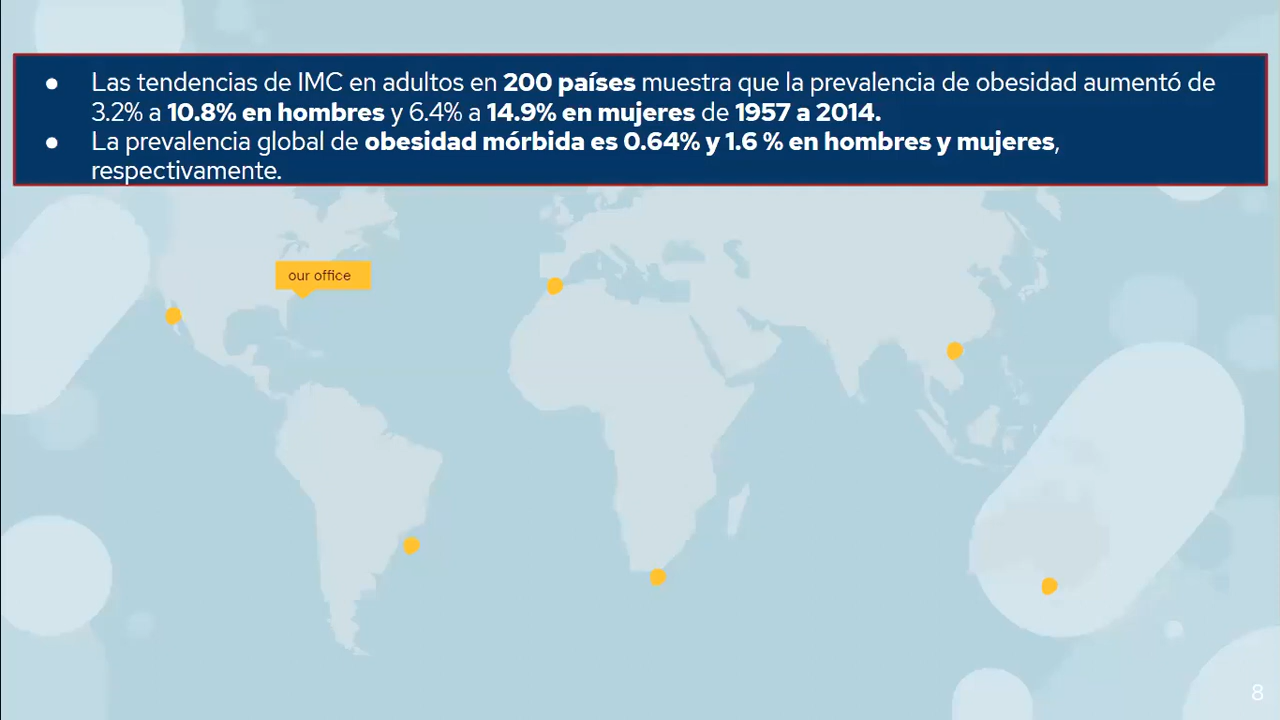 ● Las tendencias de IMC en adultos en 200 países muestra que la prevalencia de obesidad aumentó de
3.2% a 10.8% en hombres y 6.4% a 14.9% en mujeres de 1957 a 2014.
● La prevalencia global de obesidad mórbida es 0.64% y 1.6 % en hombres y mujeres,
respectivamente.
our office
8